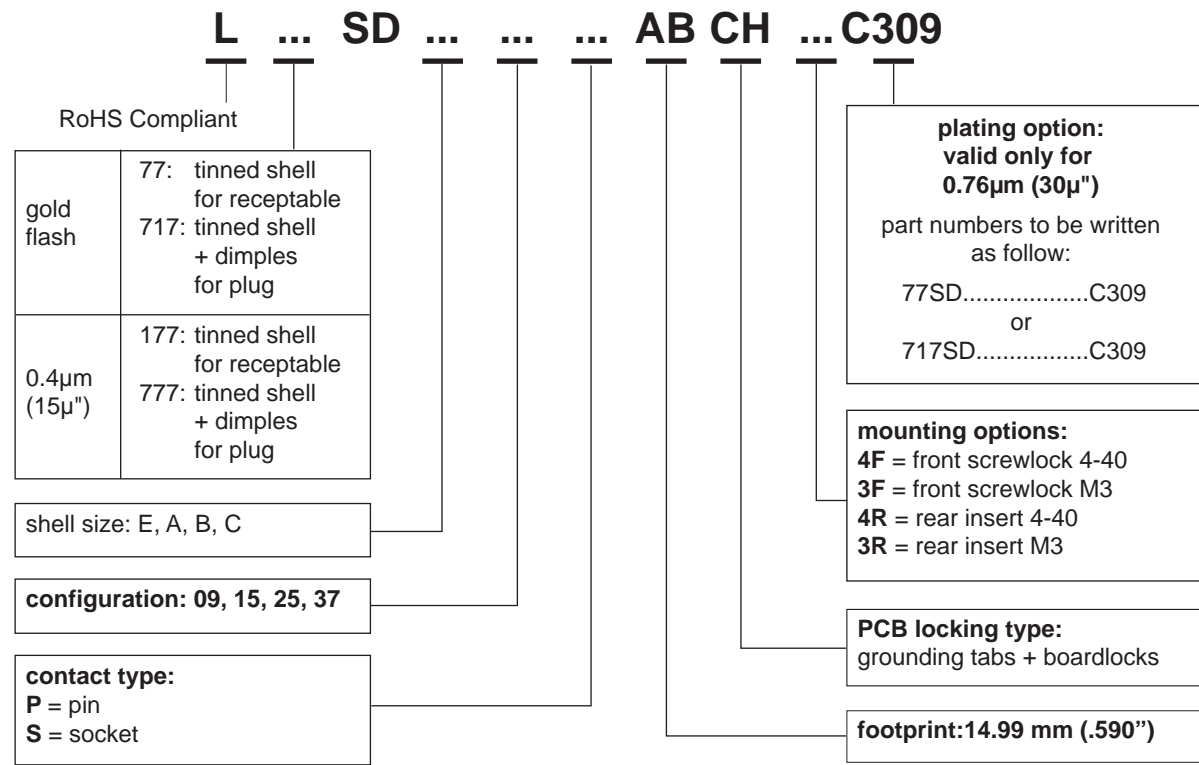 L ... SD ... ... ... AB CH ... C309
RoHS Compliant
gold
flash
77: tinned shell
for receptable
717: tinned shell
+ dimples
for plug
0.4µm
(15µ")
177: tinned shell
for receptable
777: tinned shell
+ dimples
for plug
shell size: E, A, B, C
configuration: 09, 15, 25, 37
contact type:
P = pin
S = socket
plating option:
valid only for
0.76µm (30µ")
part numbers to be written
as follow:
77SD...................C309
or
717SD.................C309
mounting options:
4F = front screwlock 4-40
3F = front screwlock M3
4R = rear insert 4-40
3R = rear insert M3
PCB locking type:
grounding tabs + boardlocks
footprint:14.99 mm (.590”)